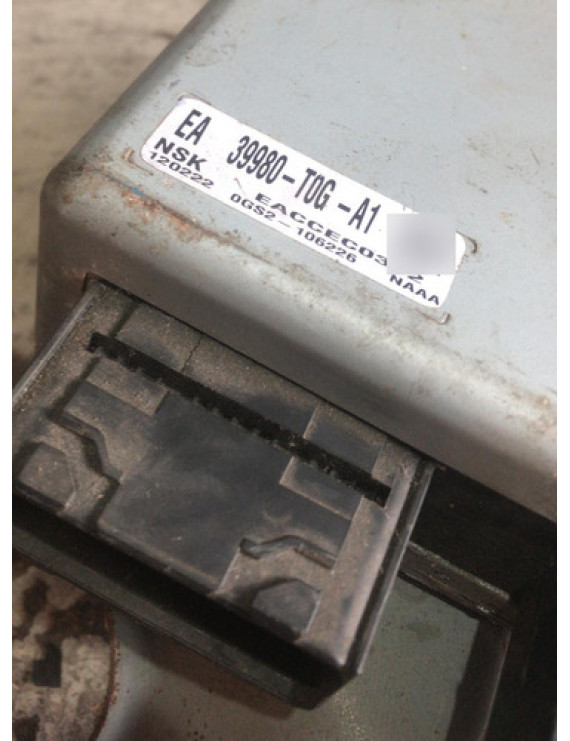 EA 39980-T0G-A1
NSK EACCEC03
120222 0GS2-106226 NAAA